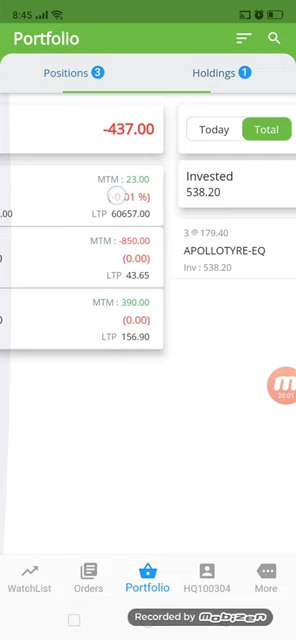 8:45
Portfolio
Positions 3
Holdings 1
-437.00
Today
Total
MTM : 23.00
(-0.01 %)
.00
LTP 60657.00
MTM : -850.00
(0.00)
LTP 43.65
MTM : 390.00
(0.00)
LTP 156.90
Invested
538.20
3 @ 179.40
APOLLOTYRE-EQ
Inv : 538.20
20:01
WatchList
Orders
Portfolio
HQ100304
More
Recorded by mobizen